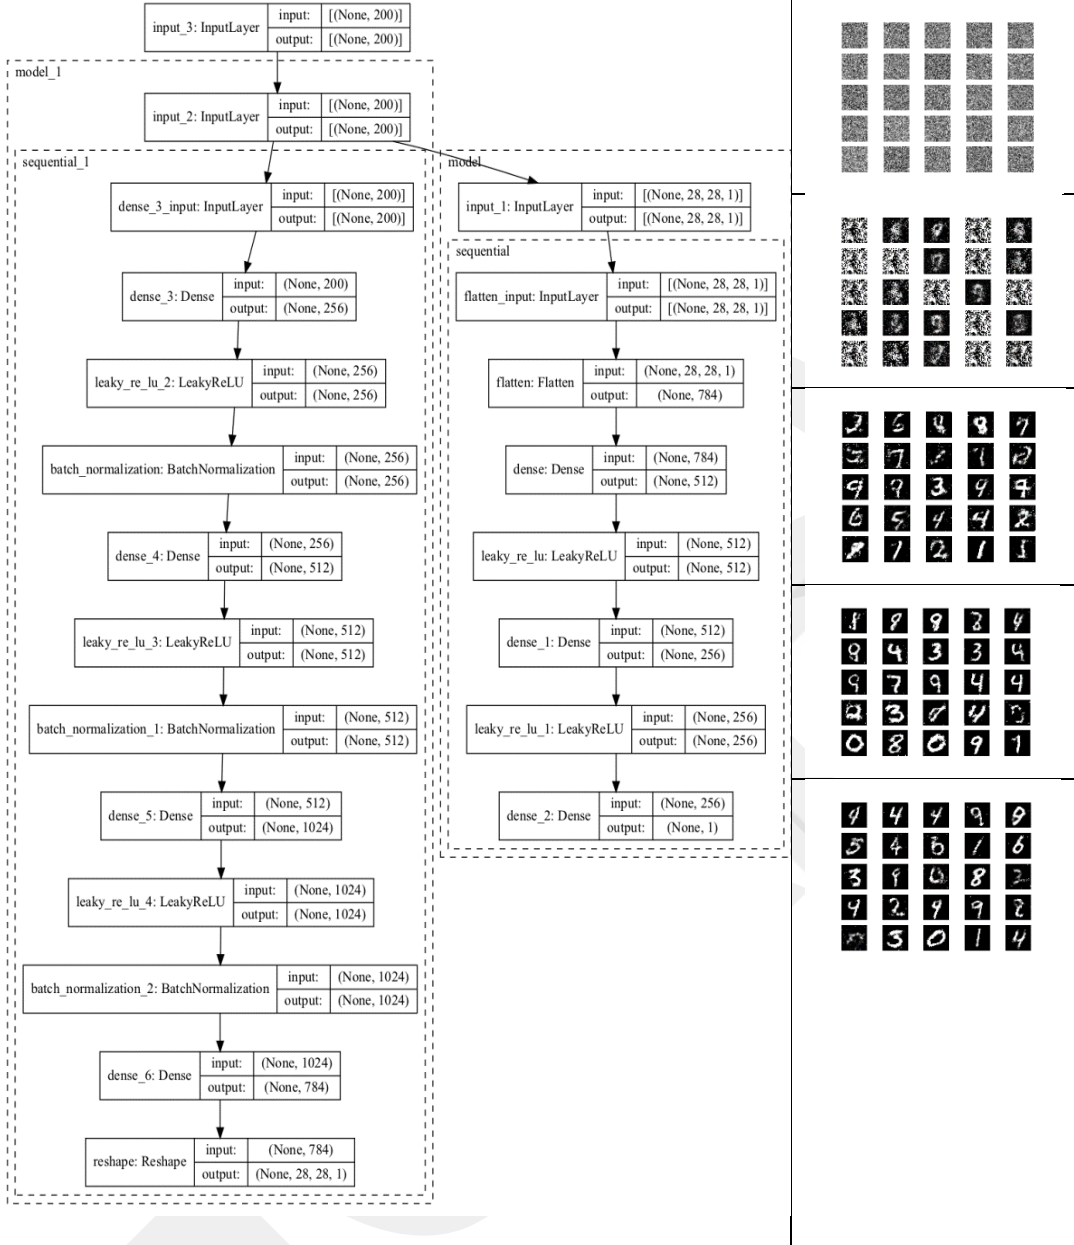 input_3: InputLayer input: [(None, 200)]
output: [(None, 200)]
model_1
input_2: InputLayer input: [(None, 200)]
output: [(None, 200)]
sequential_1
dense_3_input: InputLayer input: [(None, 200)]
output: [(None, 200)]
dense_3: Dense input: (None, 200)
output: (None, 256)
leaky_re_lu_2: LeakyReLU input: (None, 256)
output: (None, 256)
batch_normalization: BatchNormalization input: (None, 256)
output: (None, 256)
dense_4: Dense input: (None, 256)
output: (None, 512)
leaky_re_lu_3: LeakyReLU input: (None, 512)
output: (None, 512)
batch_normalization_1: BatchNormalization input: (None, 512)
output: (None, 512)
dense_5: Dense input: (None, 512)
output: (None, 1024)
leaky_re_lu_4: LeakyReLU input: (None, 1024)
output: (None, 1024)
batch_normalization_2: BatchNormalization input: (None, 1024)
output: (None, 1024)
dense_6: Dense input: (None, 1024)
output: (None, 784)
reshape: Reshape input: (None, 784)
output: (None, 28, 28, 1)
model
input_1: InputLayer input: [(None, 28, 28, 1)]
output: [(None, 28, 28, 1)]
sequential
flatten_input: InputLayer input: [(None, 28, 28, 1)]
output: [(None, 28, 28, 1)]
flatten: Flatten input: (None, 28, 28, 1)
output: (None, 784)
dense: Dense input: (None, 784)
output: (None, 512)
leaky_re_lu: LeakyReLU input: (None, 512)
output: (None, 512)
dense_1: Dense input: (None, 512)
output: (None, 256)
leaky_re_lu_1: LeakyReLU input: (None, 256)
output: (None, 256)
dense_2: Dense input: (None, 256)
output: (None, 1)